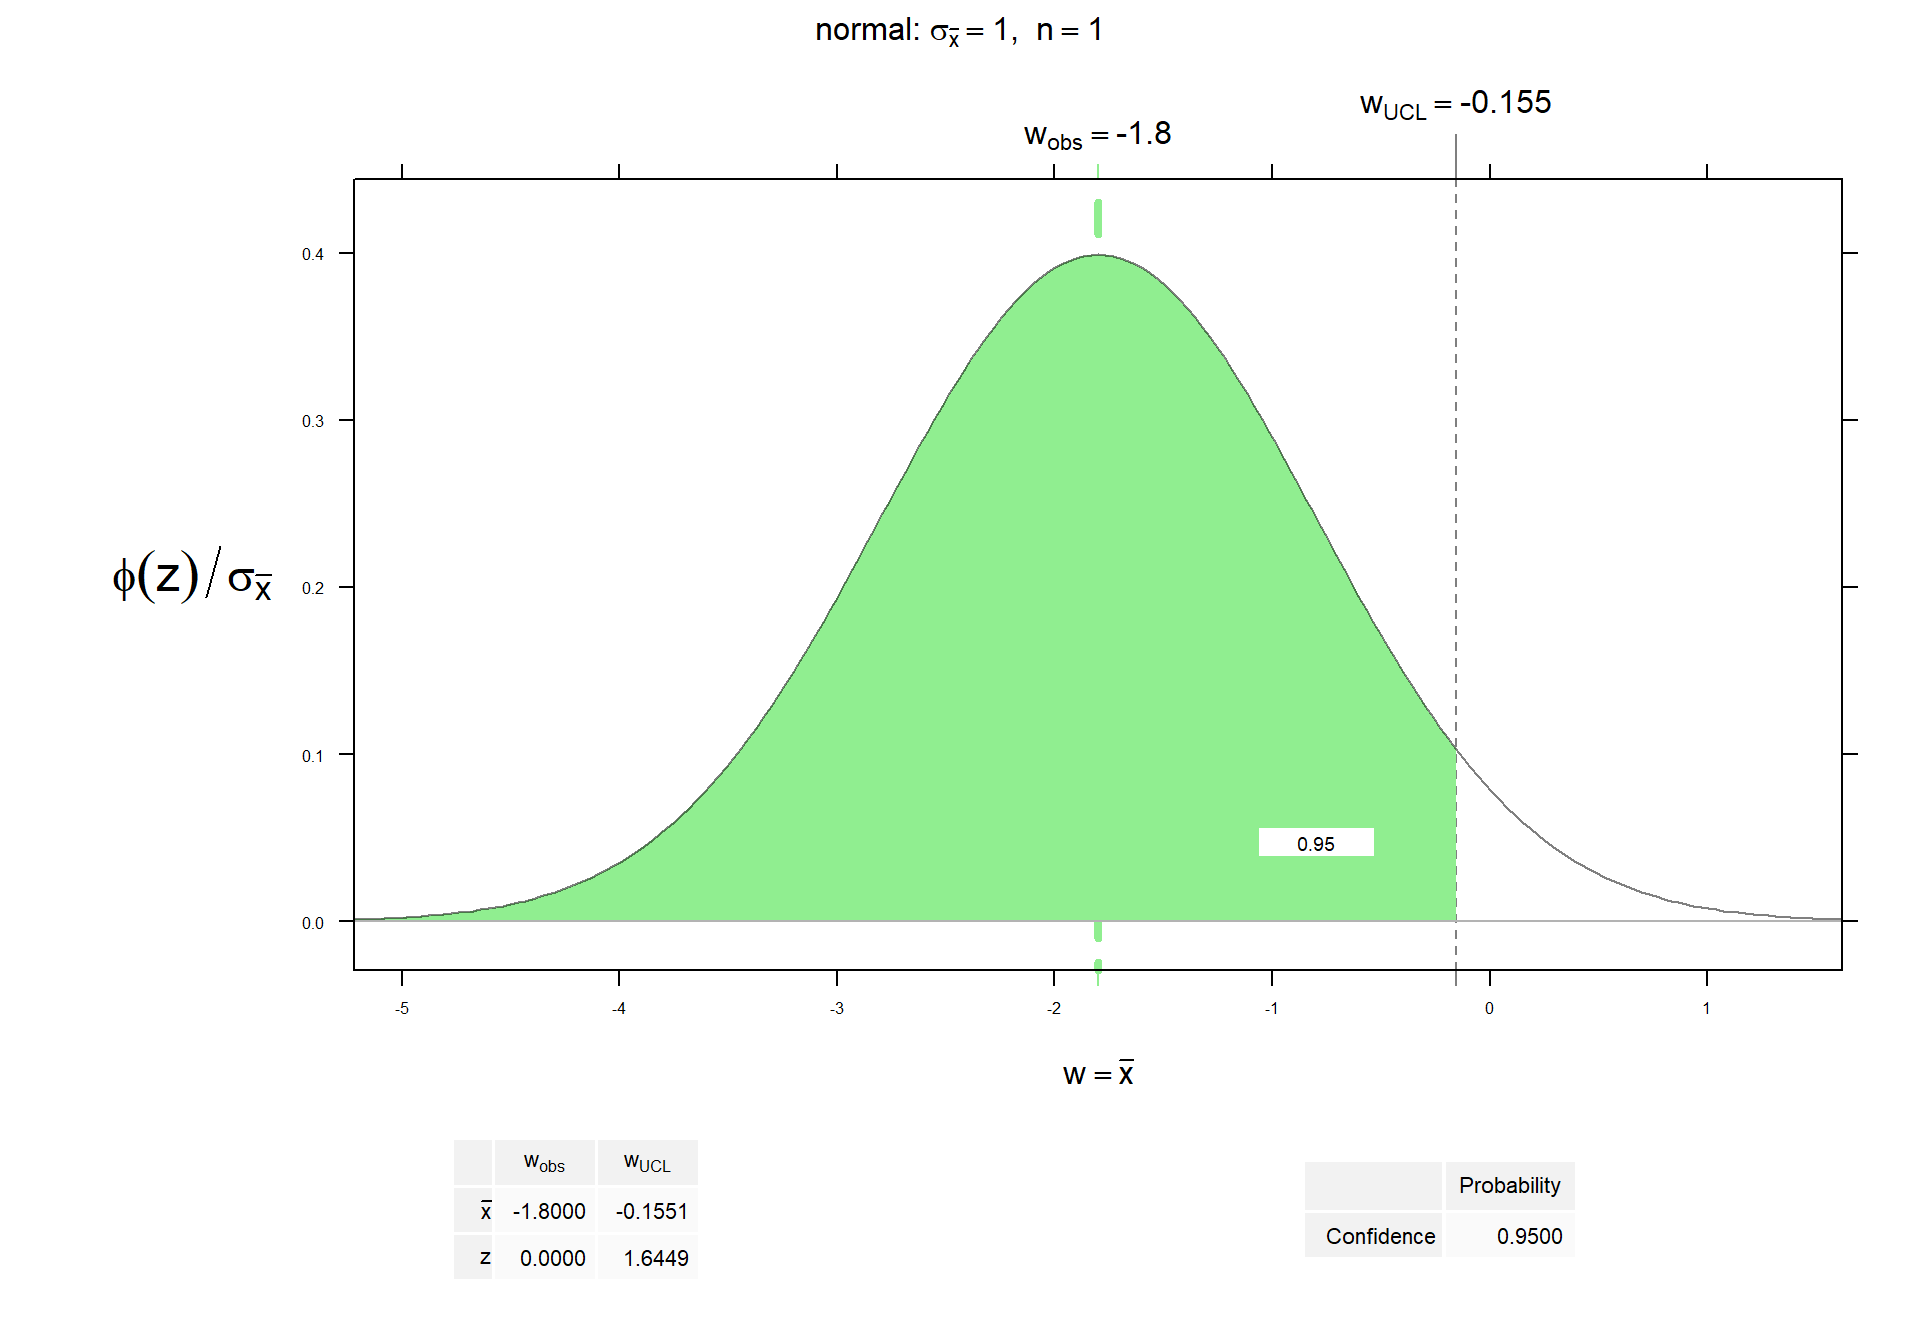 normal: σx̄ = 1,  n = 1
wUCL = -0.155
wobs = -1.8
0.4
0.3
0.2
0.1
0.0
ϕ(z)/σx̄
0.95
-5 -4 -3 -2 -1 0 1
w = x̄
wobs wUCL
x̄ -1.8000 -0.1551
z 0.0000 1.6449
Probability
Confidence 0.9500